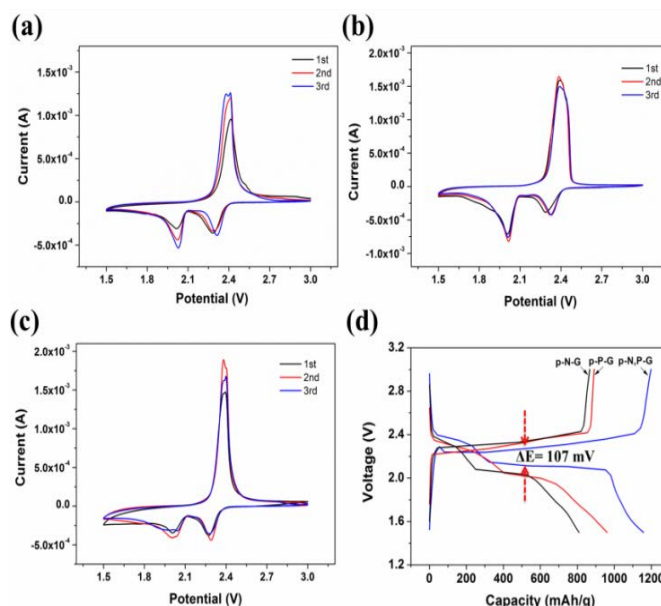 (a)
1st
2nd
3rd
1.5x10⁻³
1.0x10⁻³
5.0x10⁻⁴
0.0
-5.0x10⁻⁴
Current (A)
1.5 1.8 2.1 2.4 2.7 3.0
Potential (V)
(b)
1st
2nd
3rd
2.0x10⁻³
1.5x10⁻³
1.0x10⁻³
5.0x10⁻⁴
0.0
-5.0x10⁻⁴
-1.0x10⁻³
Current (A)
1.5 1.8 2.1 2.4 2.7 3.0
Potential (V)
(c)
1st
2nd
3rd
2.0x10⁻³
1.5x10⁻³
1.0x10⁻³
5.0x10⁻⁴
0.0
-5.0x10⁻⁴
Current (A)
1.5 1.8 2.1 2.4 2.7 3.0
Potential (V)
(d)
p-N-G p-P-G p-N,P-G
ΔE= 107 mV
3.2
2.8
2.4
2.0
1.6
1.2
Voltage (V)
0 200 400 600 800 1000 1200
Capacity (mAh/g)